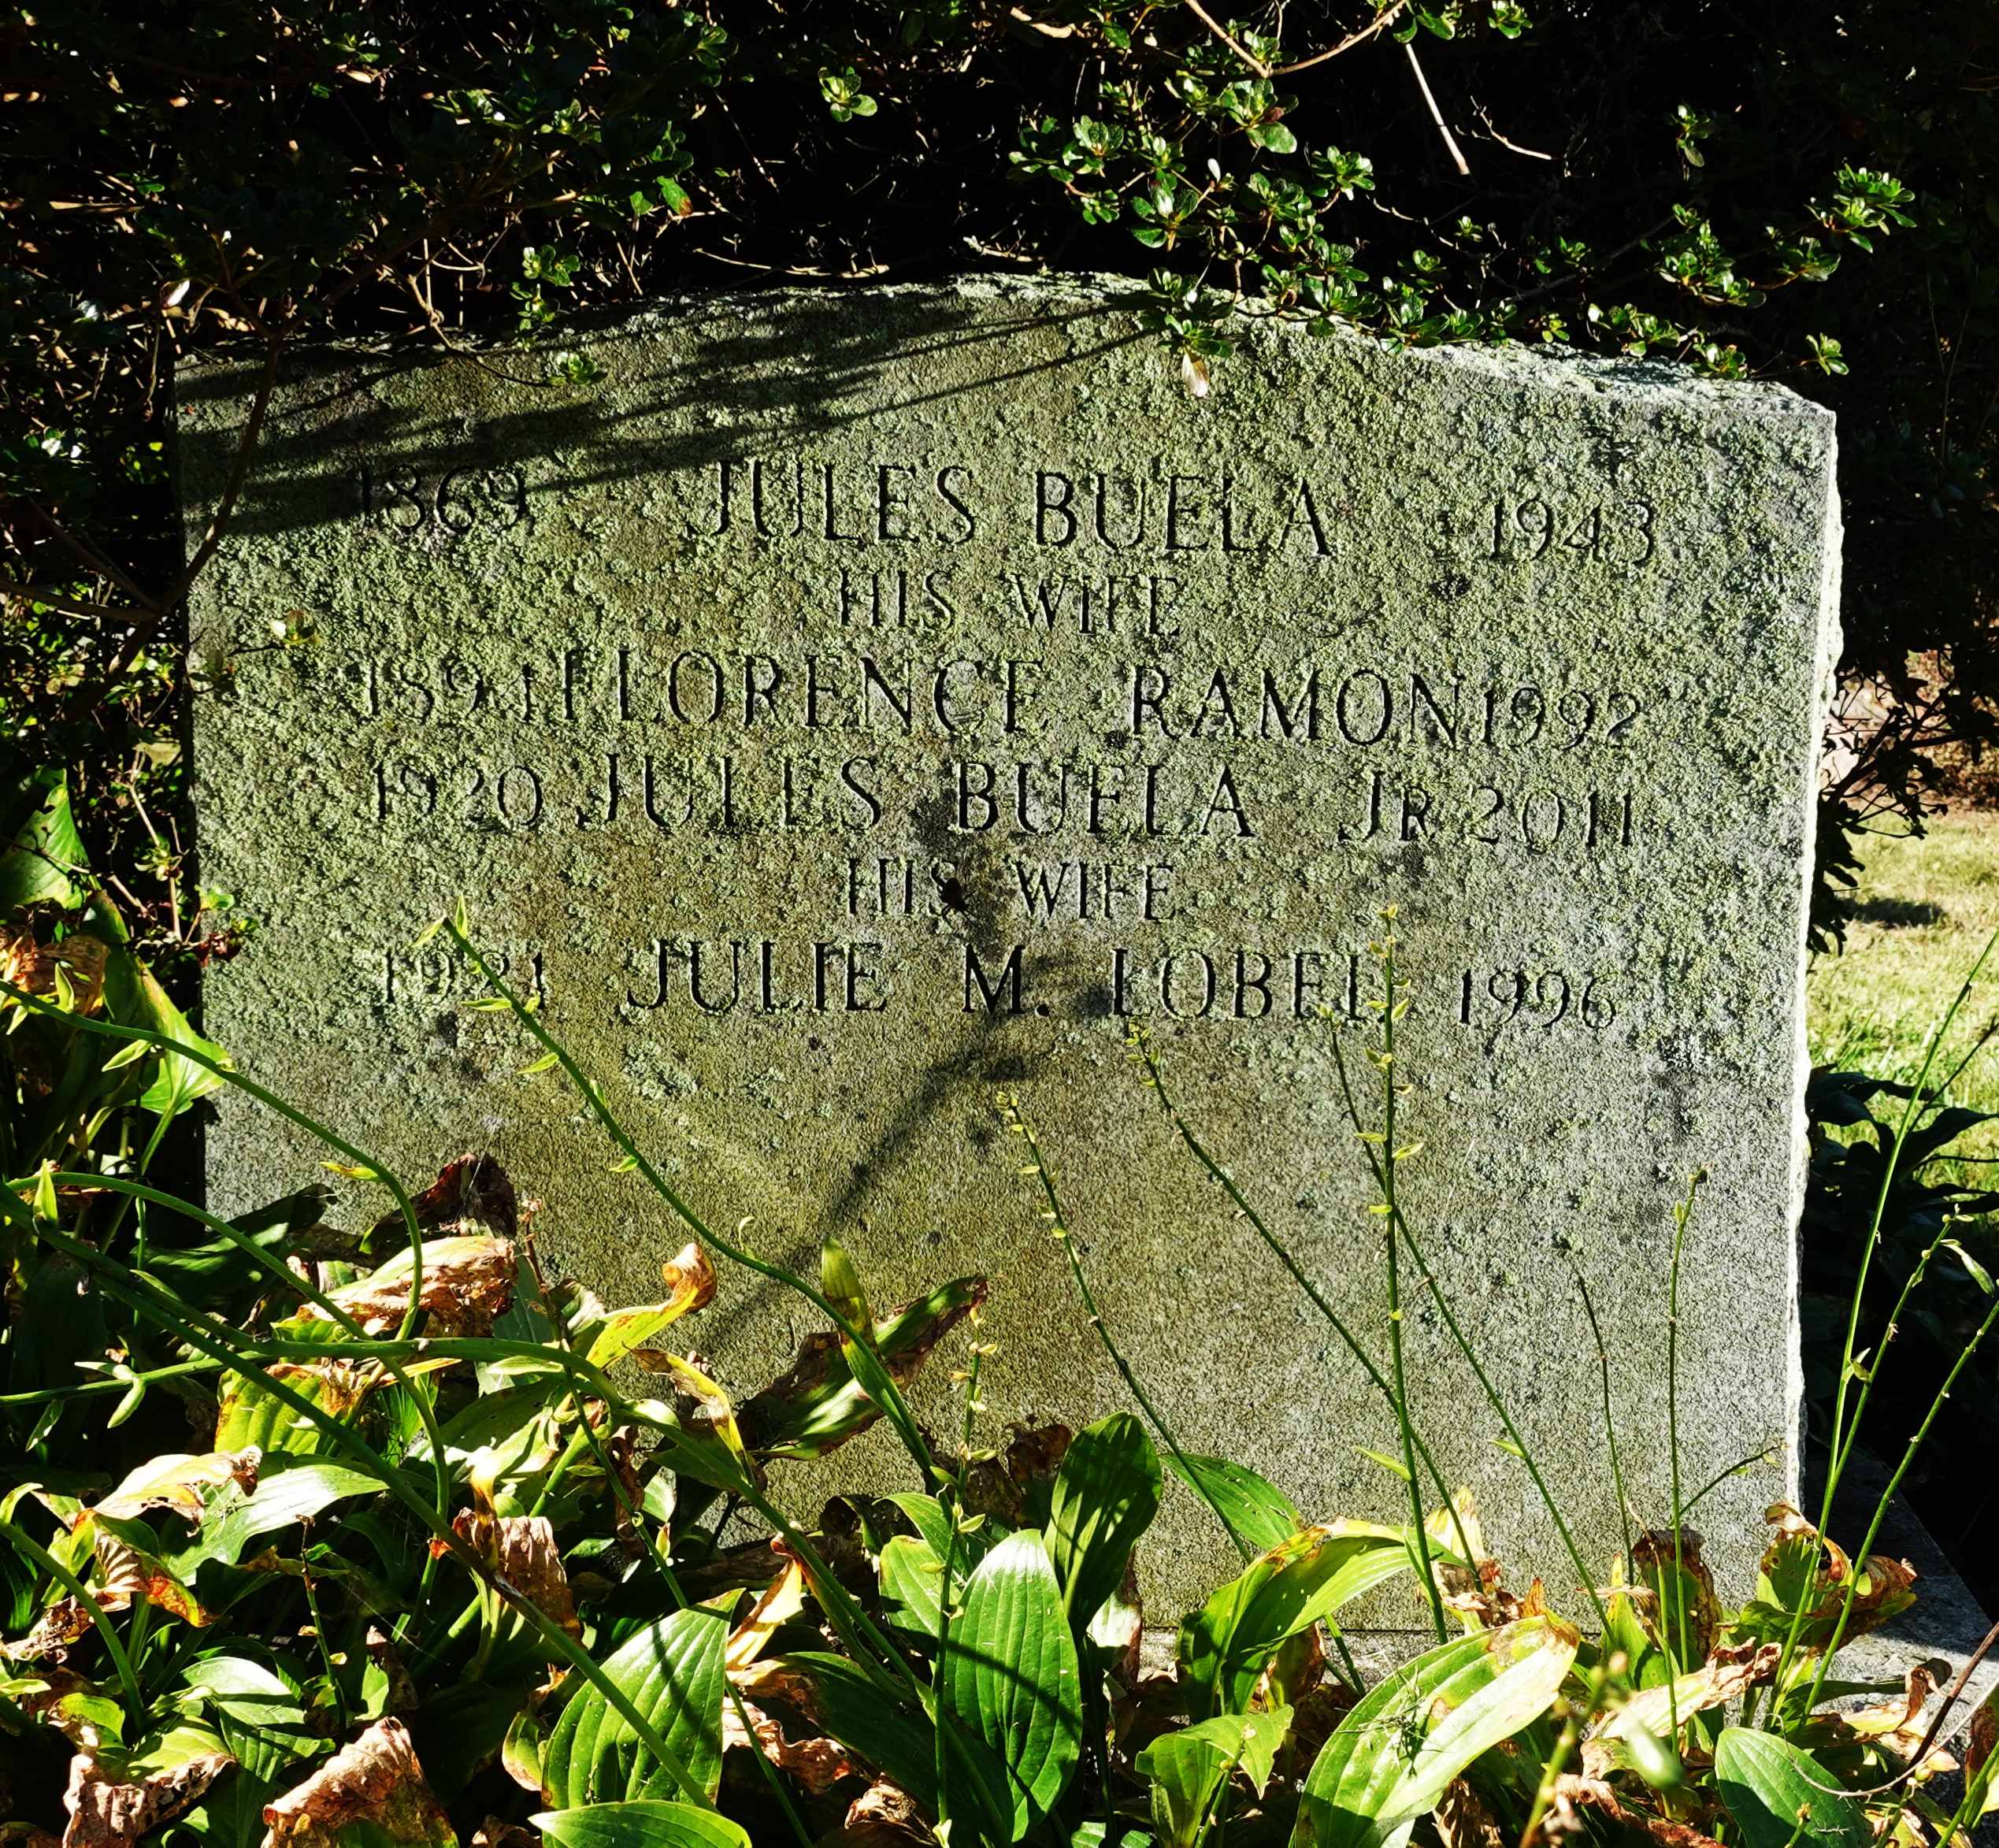 1869 JULES BUELA 1943
HIS WIFE
FLORENCE RAMON 1992
1920 JULES BUELA JR 2011
HIS WIFE
1921 JULIE M. LOBEL 1996